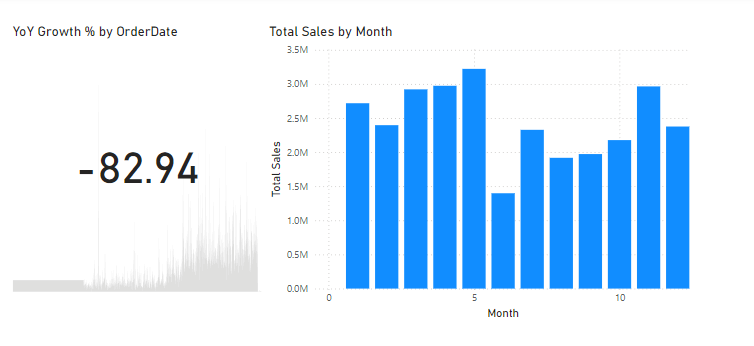 YoY Growth % by OrderDate
-82.94
Total Sales by Month
3.5M
3.0M
2.5M
2.0M
1.5M
1.0M
0.5M
0.0M
Total Sales
0 5 10
Month